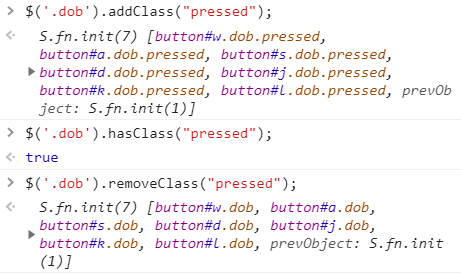 > $('.dob').addClass("pressed");
S.fn.init(7) [button#w.dob.pressed,
button#a.dob.pressed, button#s.dob.pressed,
button#d.dob.pressed, button#j.dob.pressed,
button#k.dob.pressed, button#l.dob.pressed, prevOb
ject: S.fn.init(1)]
> $('.dob').hasClass("pressed");
true
> $('.dob').removeClass("pressed");
S.fn.init(7) [button#w.dob, button#a.dob,
button#s.dob, button#d.dob, button#j.dob,
button#k.dob, button#l.dob, prevObject: S.fn.init
(1)]